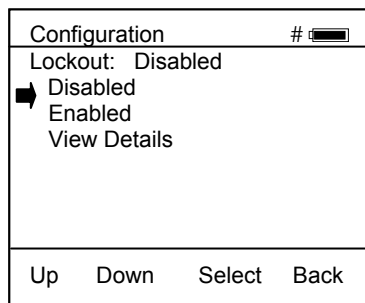 Configuration #
Lockout: Disabled
Disabled
Enabled
View Details
Up Down Select Back